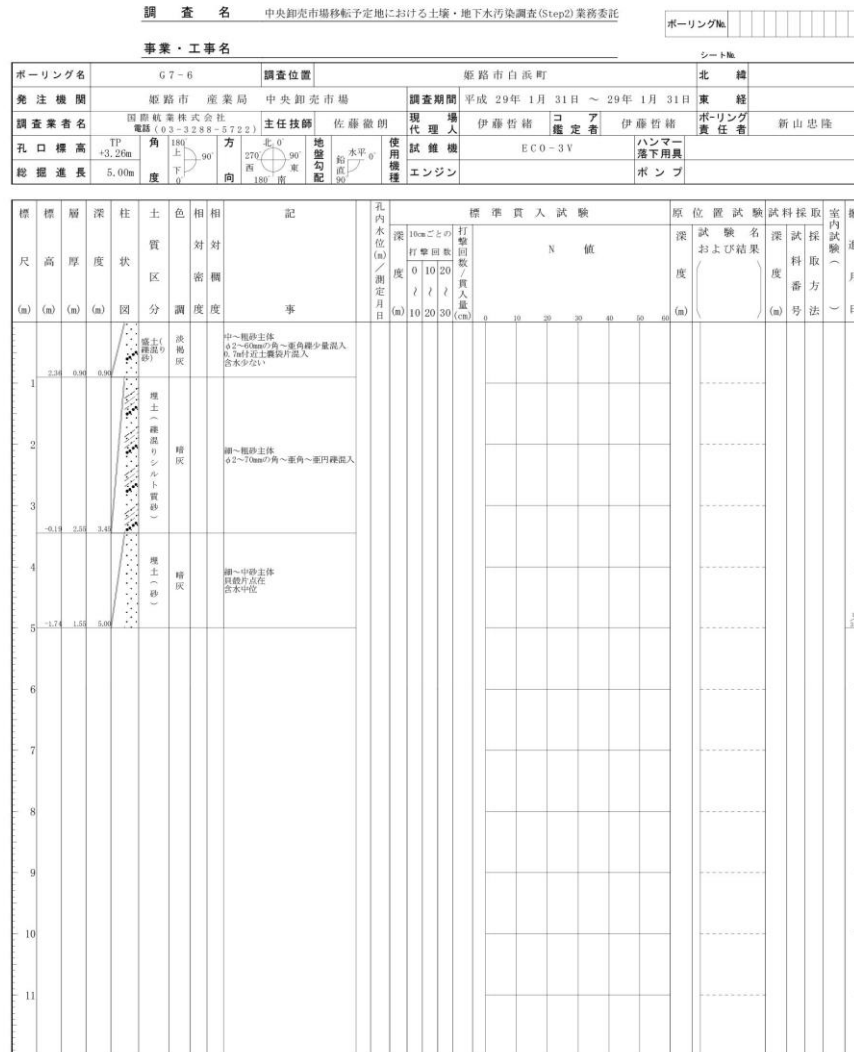 調査名 中央卸売市場移転予定地における土壌・地下水汚染調査(Step2)業務委託
ボーリングNo.
事業・工事名
シートNo.
ボーリング名 G7-6 調査位置 姫路市白浜町 北緯
発注機関 姫路市 産業局 中央卸売市場 調査期間 平成 29年 1月 31日 ～ 29年 1月 31日 東経
調査業者名 国際航業株式会社 電話(03-3288-5722) 主任技師 佐藤徹朗 現場代理人 伊藤哲緒 コア鑑定者 伊藤哲緒 ボーリング責任者 新山忠隆
孔口標高 TP +3.26m 角度 180° 上 下 0° 90° 方向 北 0° 270° 90° 西 東 180° 南 地盤勾配 水平 0° 鉛直 90° 使用機種 試錐機 ECO-3V ハンマー落下用具
総掘進長 5.00m エンジン ポンプ
標尺(m) 標高(m) 層厚(m) 深度(m) 柱状図 土質区分 色調 相対密度 相対稠度 記事 孔内水位(m)/測定月日 標準貫入試験 原位置試験 試料採取 室内試験( )
深度(m) 10cmごとの打撃回数 打撃回数/貫入量(cm) N値 深度(m) 試験名および結果 深度(m) 試料番号 採取方法
0 10 20
～ ～ ～
10 20 30
0 10 20 30 40 50 60
盛土(礫混り砂) 淡褐灰 中～粗砂主体
φ2～60mmの角～亜角礫少量混入
0.7m付近土嚢袋片混入
含水少ない
2.36 0.90 0.90
1
埋土(礫混りシルト質砂) 暗灰 細～粗砂主体
φ2～70mmの角～亜角～亜円礫混入
2
3
-0.19 2.55 3.45
埋土(砂) 暗灰 細～中砂主体
貝殻片点在
含水中位
4
5 -1.74 1.55 5.00
6
7
8
9
10
11